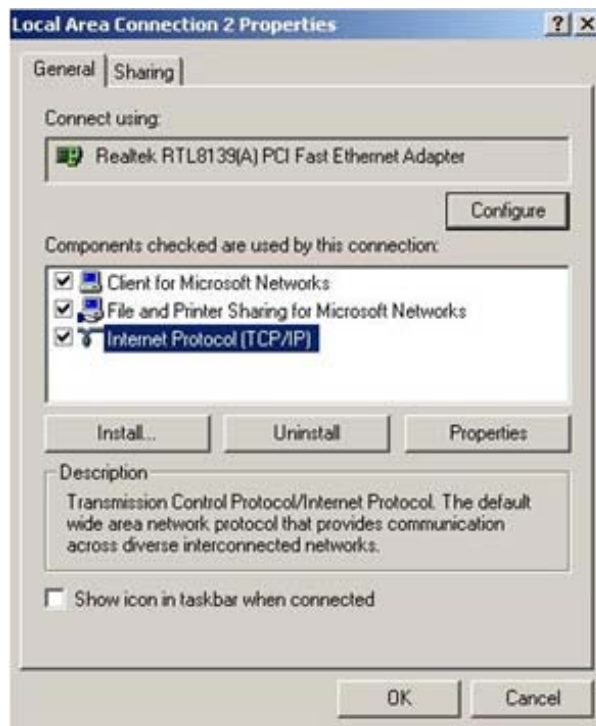 Local Area Connection 2 Properties
General
Sharing
Connect using:
Realtek RTL8139(A) PCI Fast Ethernet Adapter
Configure
Components checked are used by this connection:
Client for Microsoft Networks
File and Printer Sharing for Microsoft Networks
Internet Protocol (TCP/IP)
Install...
Uninstall
Properties
Description
Transmission Control Protocol/Internet Protocol. The default
wide area network protocol that provides communication
across diverse interconnected networks.
Show icon in taskbar when connected
OK
Cancel